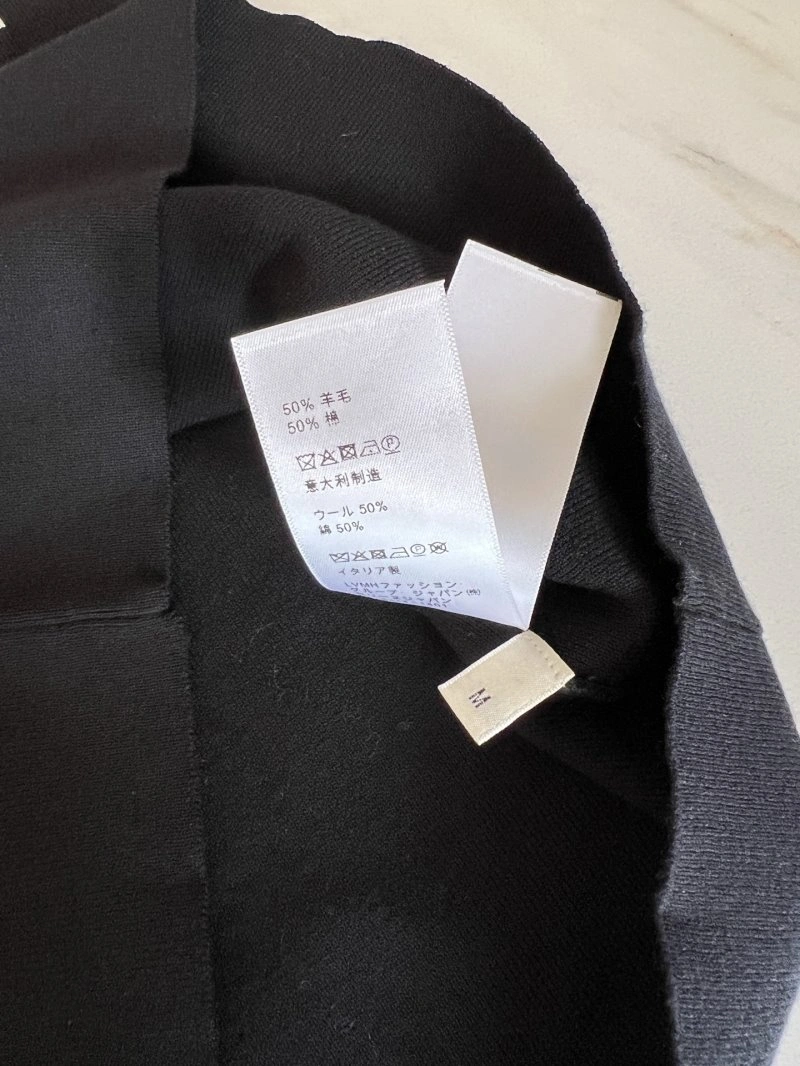 50% 羊毛
50% 棉
意大利制造
ウール 50%
綿 50%
イタリア製
LVMHファッション・
グループ ジャパン(株)